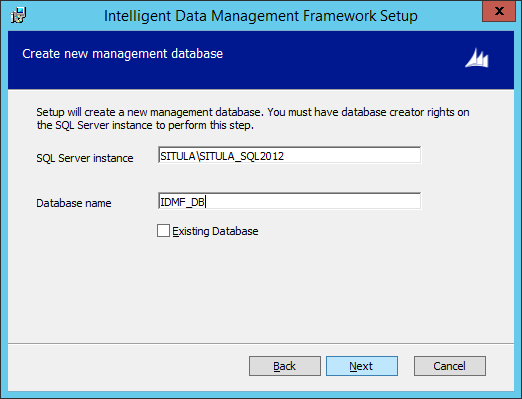 Intelligent Data Management Framework Setup
x
Create new management database
Setup will create a new management database. You must have database creator rights on
the SQL Server instance to perform this step.
SQL Server instance
SITULA\SITULA_SQL2012
Database name
IDMF_DB
Existing Database
Back
Next
Cancel